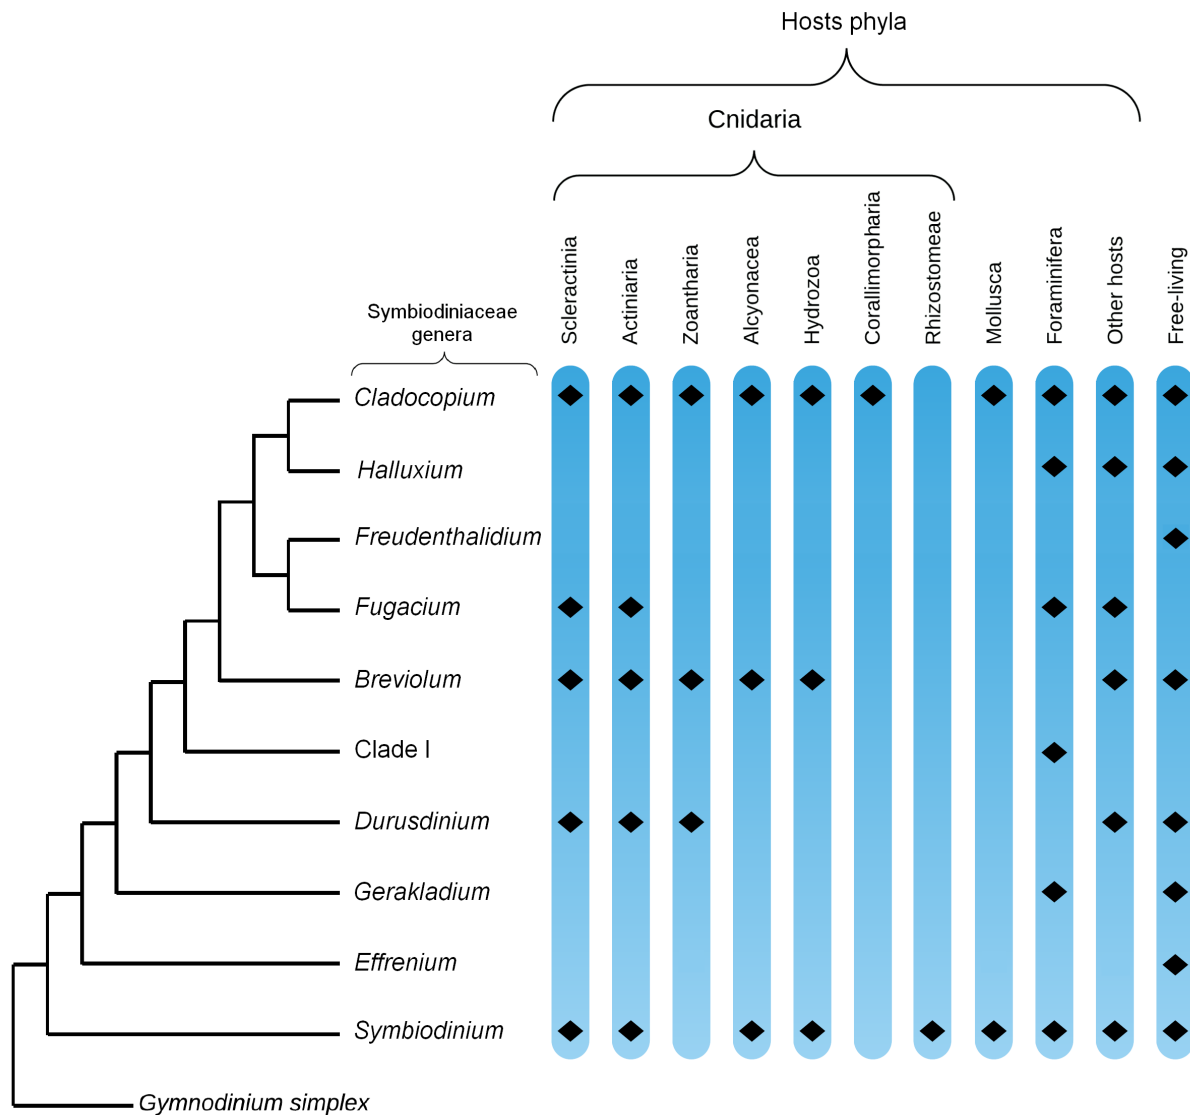 Hosts phyla
Cnidaria
Scleractinia
Actiniaria
Zoantharia
Alcyonacea
Hydrozoa
Corallimorpharia
Rhizostomeae
Mollusca
Foraminifera
Other hosts
Free-living
Symbiodiniaceae
genera
Cladocopium
Halluxium
Freudenthalidium
Fugacium
Breviolum
Clade I
Durusdinium
Gerakladium
Effrenium
Symbiodinium
Gymnodinium simplex